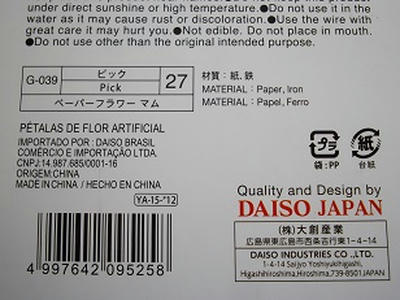 under direct sunshine or high temperature. ●Do not use it in the
water as it may cause rust or discoloration. ●Use the wire with
great care it may hurt you. ●Not edible. Do not place in mouth.
●Do not use other than the original intended purpose.
G-039
ピック
Pick
27
ペーパーフラワー マム
材質：紙、鉄
MATERIAL : Paper, Iron
MATERIAL : Papel, Ferro
PÉTALAS DE FLOR ARTIFICIAL
IMPORTADO POR : DAISO BRASIL
COMÉRCIO E IMPORTAÇÃO LTDA.
CNPJ:14.987.685/0001-16
ORIGEM:CHINA
MADE IN CHINA / HECHO EN CHINA
YA-15-'12
プラ
袋：PP
紙
台紙
Quality and Design by
DAISO JAPAN
(株)大創産業
広島県東広島市西条吉行東1-4-14
DAISO INDUSTRIES CO .,LTD.
1-4-14 Saijyo Yoshiyukihigashi,
Higashihiroshima,Hiroshima,739-8501JAPAN
4 997642 095258